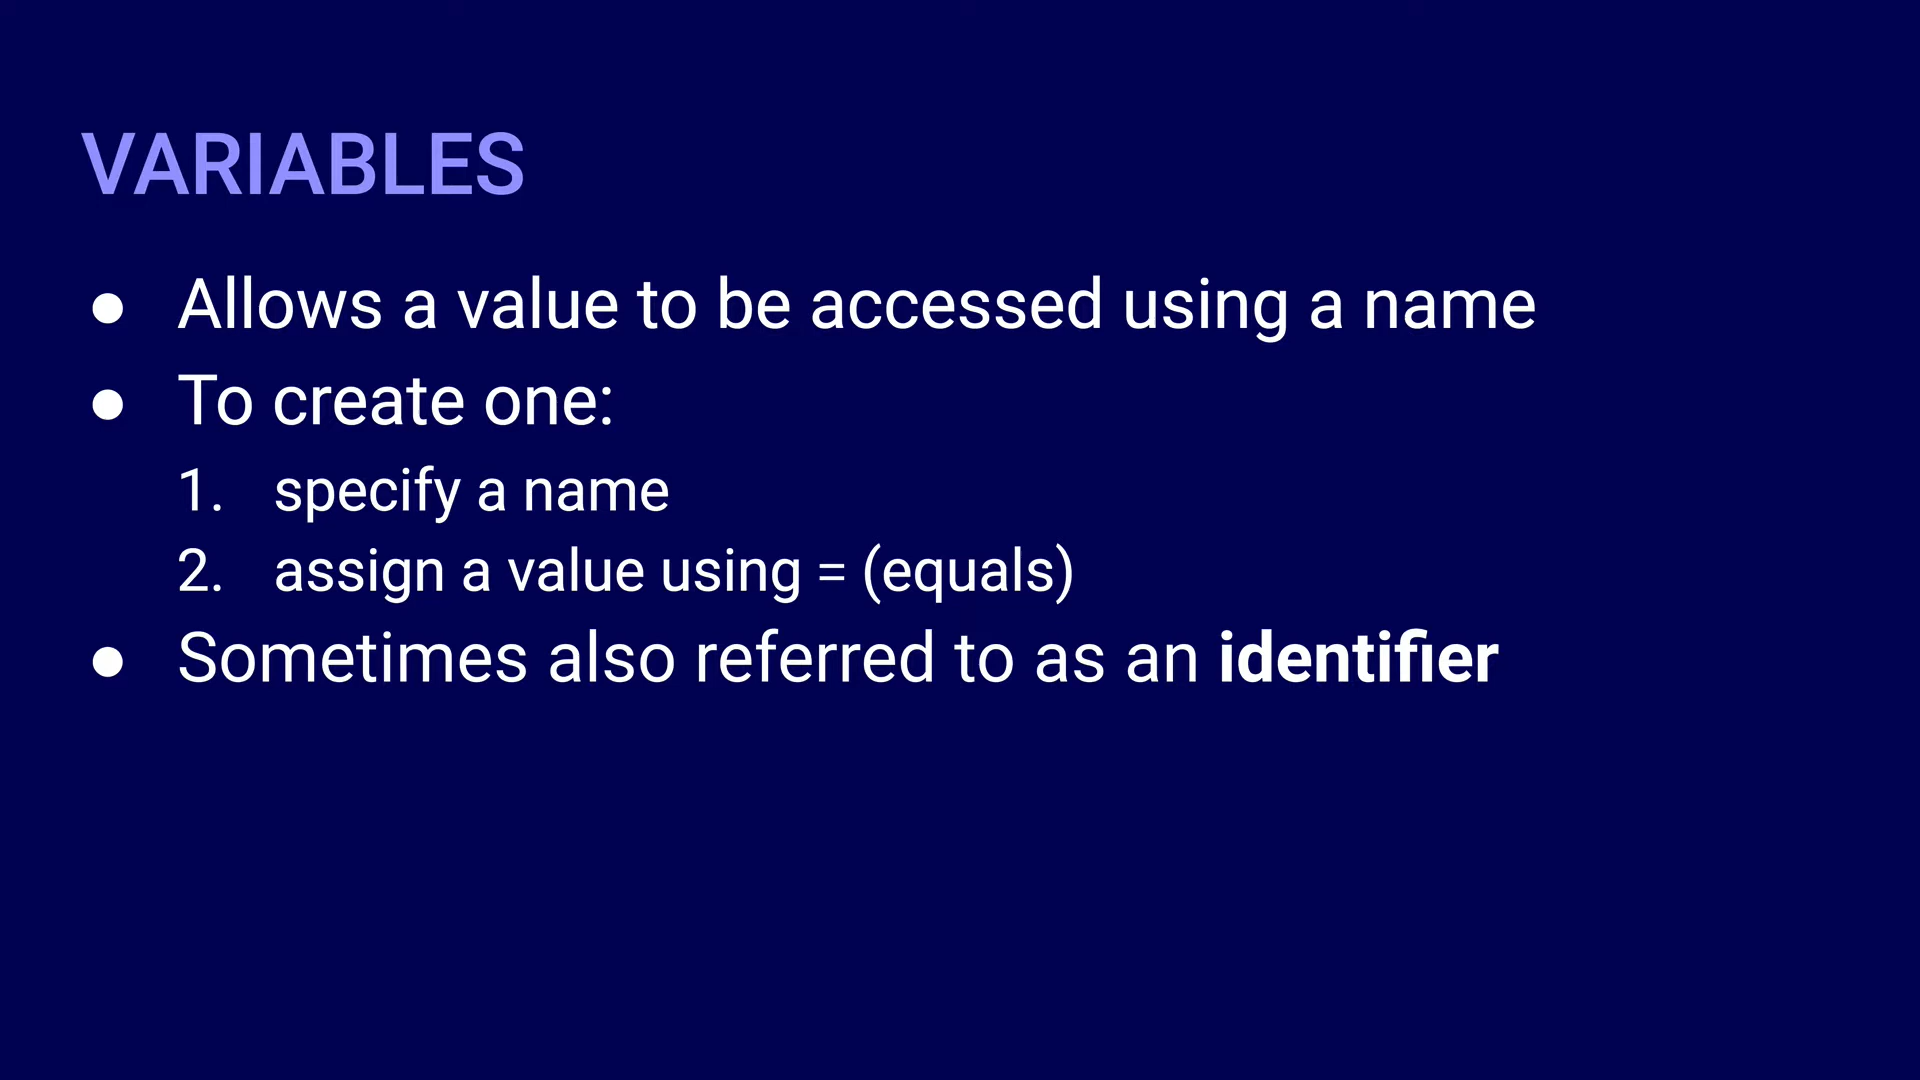 VARIABLES
● Allows a value to be accessed using a name
● To create one:
1. specify a name
2. assign a value using = (equals)
● Sometimes also referred to as an identifier